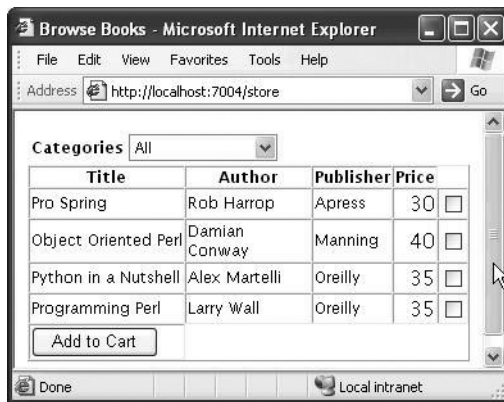 Browse Books - Microsoft Internet Explorer
File Edit View Favorites Tools Help
Address http://localhost:7004/store Go
Categories All
Title Author Publisher Price
Pro Spring Rob Harrop Apress 30
Object Oriented Perl Damian Conway Manning 40
Python in a Nutshell Alex Martelli Oreilly 35
Programming Perl Larry Wall Oreilly 35
Add to Cart
Done Local intranet